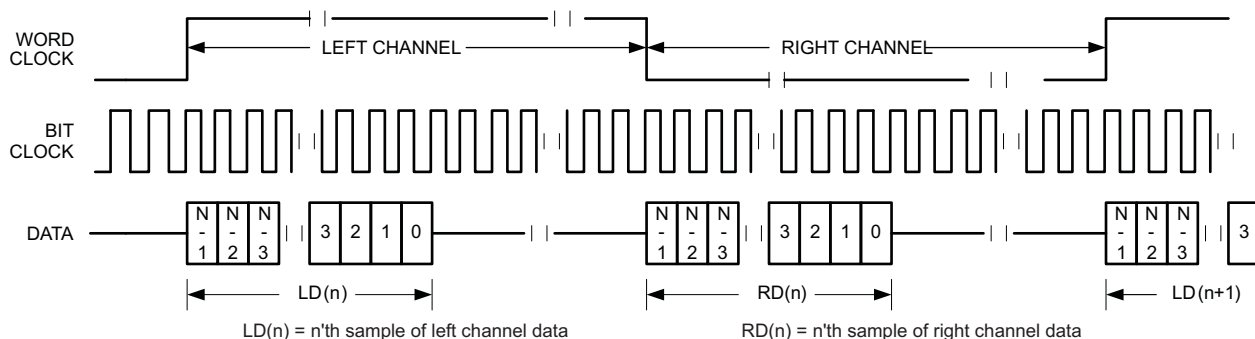 WORD
CLOCK
LEFT CHANNEL
RIGHT CHANNEL
BIT
CLOCK
DATA
N
-
1
N
-
2
N
-
3
3
2
1
0
N
-
1
N
-
2
N
-
3
3
2
1
0
N
-
1
N
-
2
N
-
3
3
LD(n)
RD(n)
LD(n+1)
LD(n) = n'th sample of left channel data
RD(n) = n'th sample of right channel data